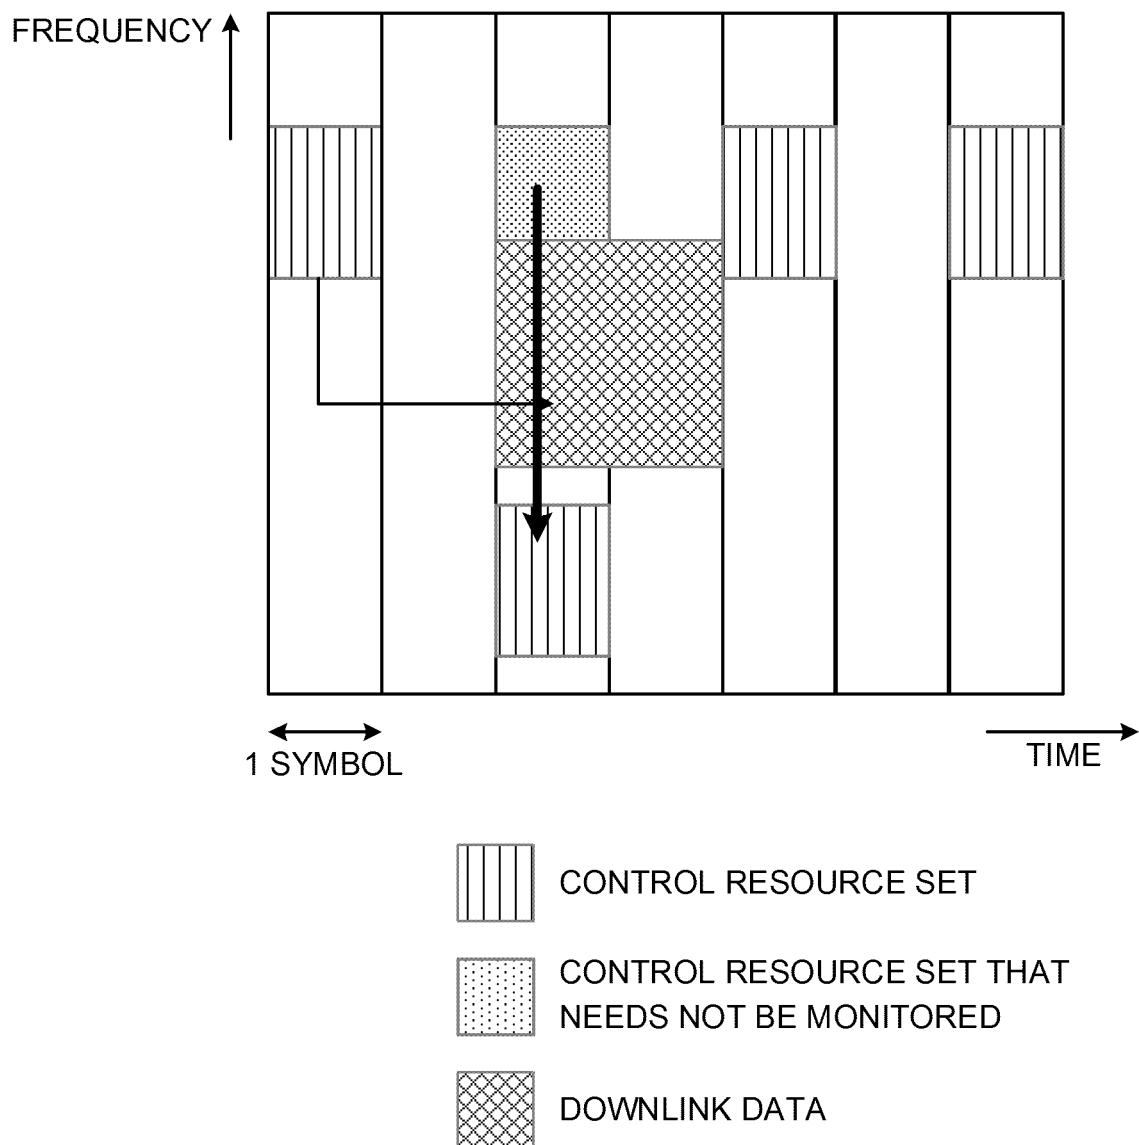 FREQUENCY
1 SYMBOL
TIME
CONTROL RESOURCE SET
CONTROL RESOURCE SET THAT
NEEDS NOT BE MONITORED
DOWNLINK DATA